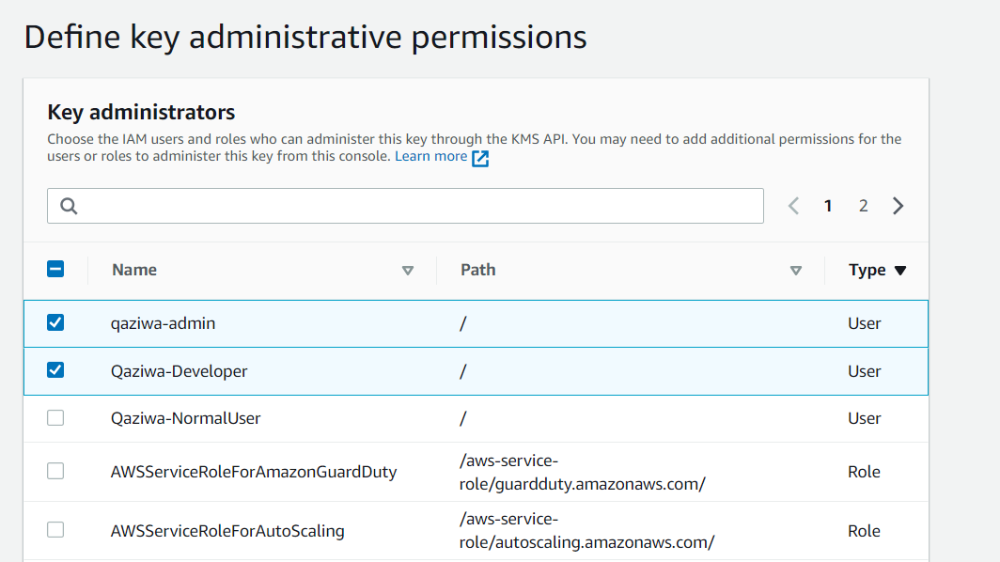 Define key administrative permissions
Key administrators
Choose the IAM users and roles who can administer this key through the KMS API. You may need to add additional permissions for the
users or roles to administer this key from this console. Learn more
1 2
Name Path Type
qaziwa-admin / User
Qaziwa-Developer / User
Qaziwa-NormalUser / User
AWSServiceRoleForAmazonGuardDuty /aws-service-
role/guardduty.amazonaws.com/ Role
AWSServiceRoleForAutoScaling /aws-service-
role/autoscaling.amazonaws.com/ Role